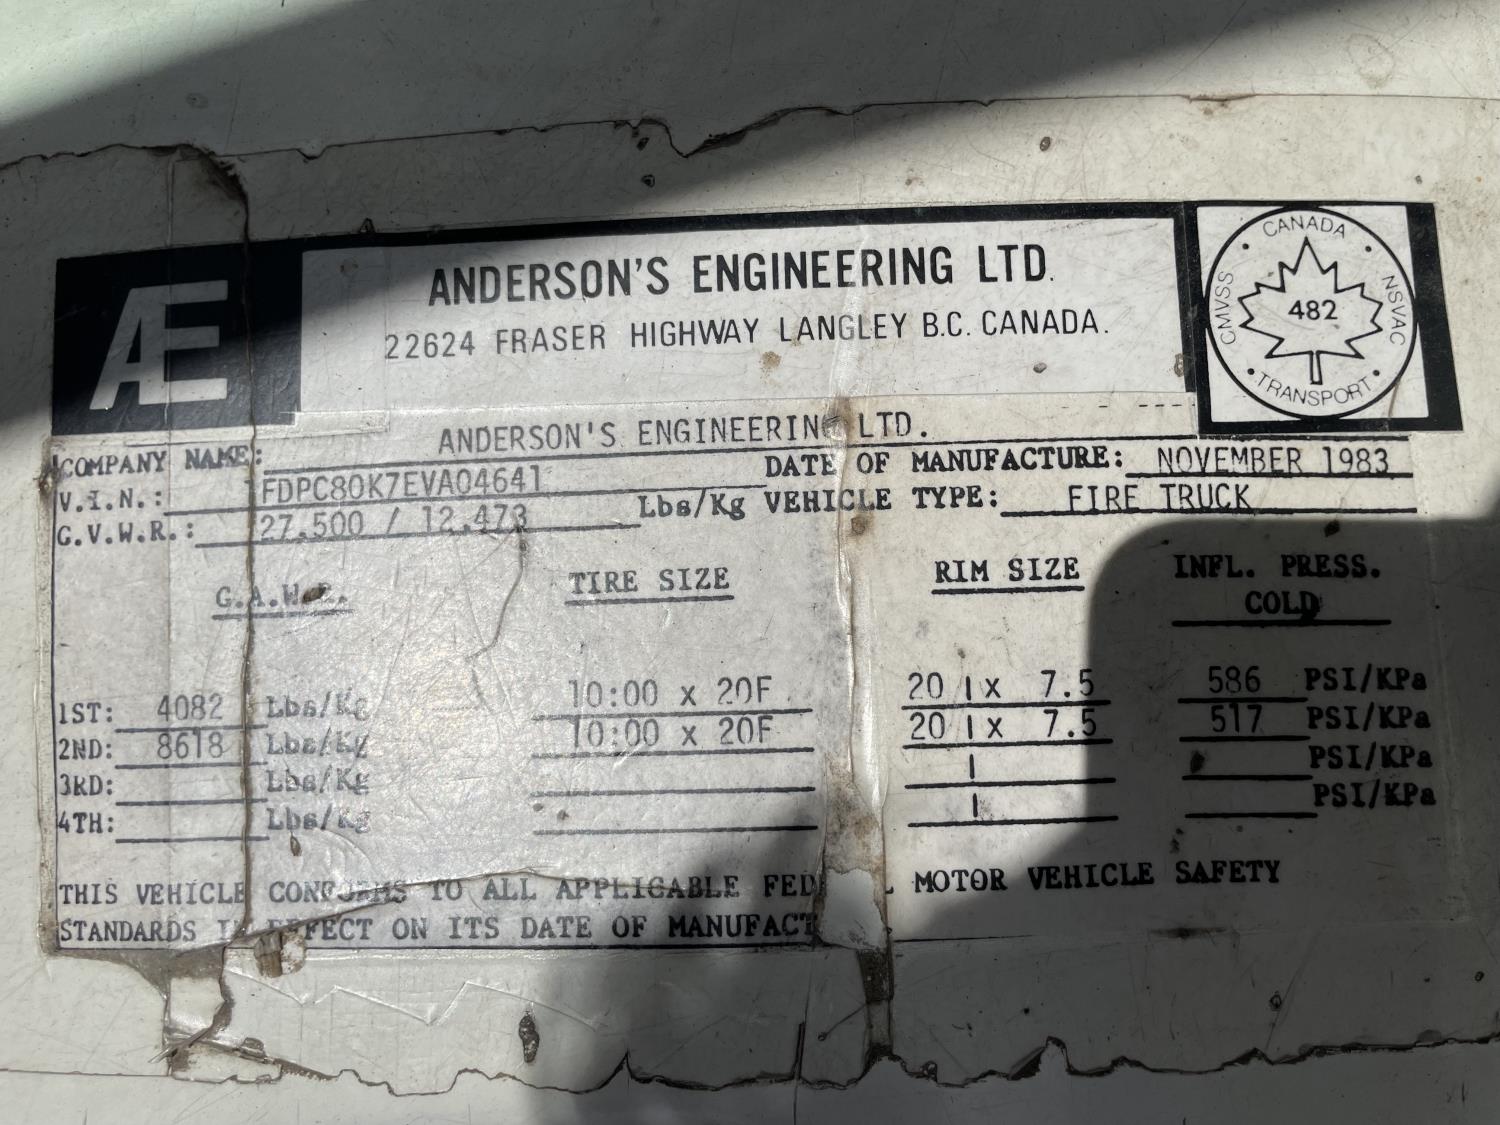 Æ
ANDERSON'S ENGINEERING LTD.
22624 FRASER HIGHWAY LANGLEY B.C. CANADA.
CANADA
CMVSS 482 NSVAC
TRANSPORT
COMPANY NAME: ANDERSON'S ENGINEERING LTD.
V.I.N.: 1FDPC80K7EVA04641 DATE OF MANUFACTURE: NOVEMBER 1983
G.V.W.R.: 27,500 / 12,473 Lbs/Kg VEHICLE TYPE: FIRE TRUCK
G.A.W.R. TIRE SIZE RIM SIZE INFL. PRESS.
COLD
1ST: 4082 Lbs/Kg 10:00 x 20F 20 x 7.5 586 PSI/KPa
2ND: 8618 Lbs/Kg 10:00 x 20F 20 x 7.5 517 PSI/KPa
3RD: Lbs/Kg PSI/KPa
4TH: Lbs/Kg PSI/KPa
THIS VEHICLE CONFORMS TO ALL APPLICABLE FED L MOTOR VEHICLE SAFETY
STANDARDS IN EFFECT ON ITS DATE OF MANUFACT